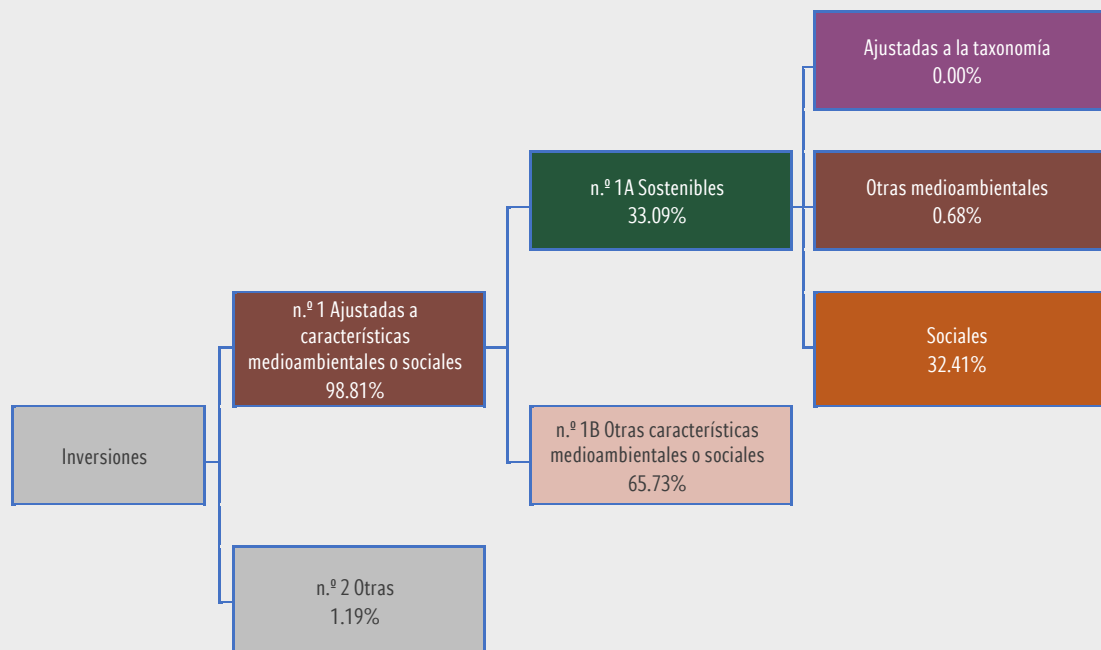 Ajustadas a la taxonomía
0.00%
n.º 1A Sostenibles
33.09%
Otras medioambientales
0.68%
n.º 1 Ajustadas a
características
medioambientales o sociales
98.81%
Sociales
32.41%
Inversiones
n.º 1B Otras características
medioambientales o sociales
65.73%
n.º 2 Otras
1.19%